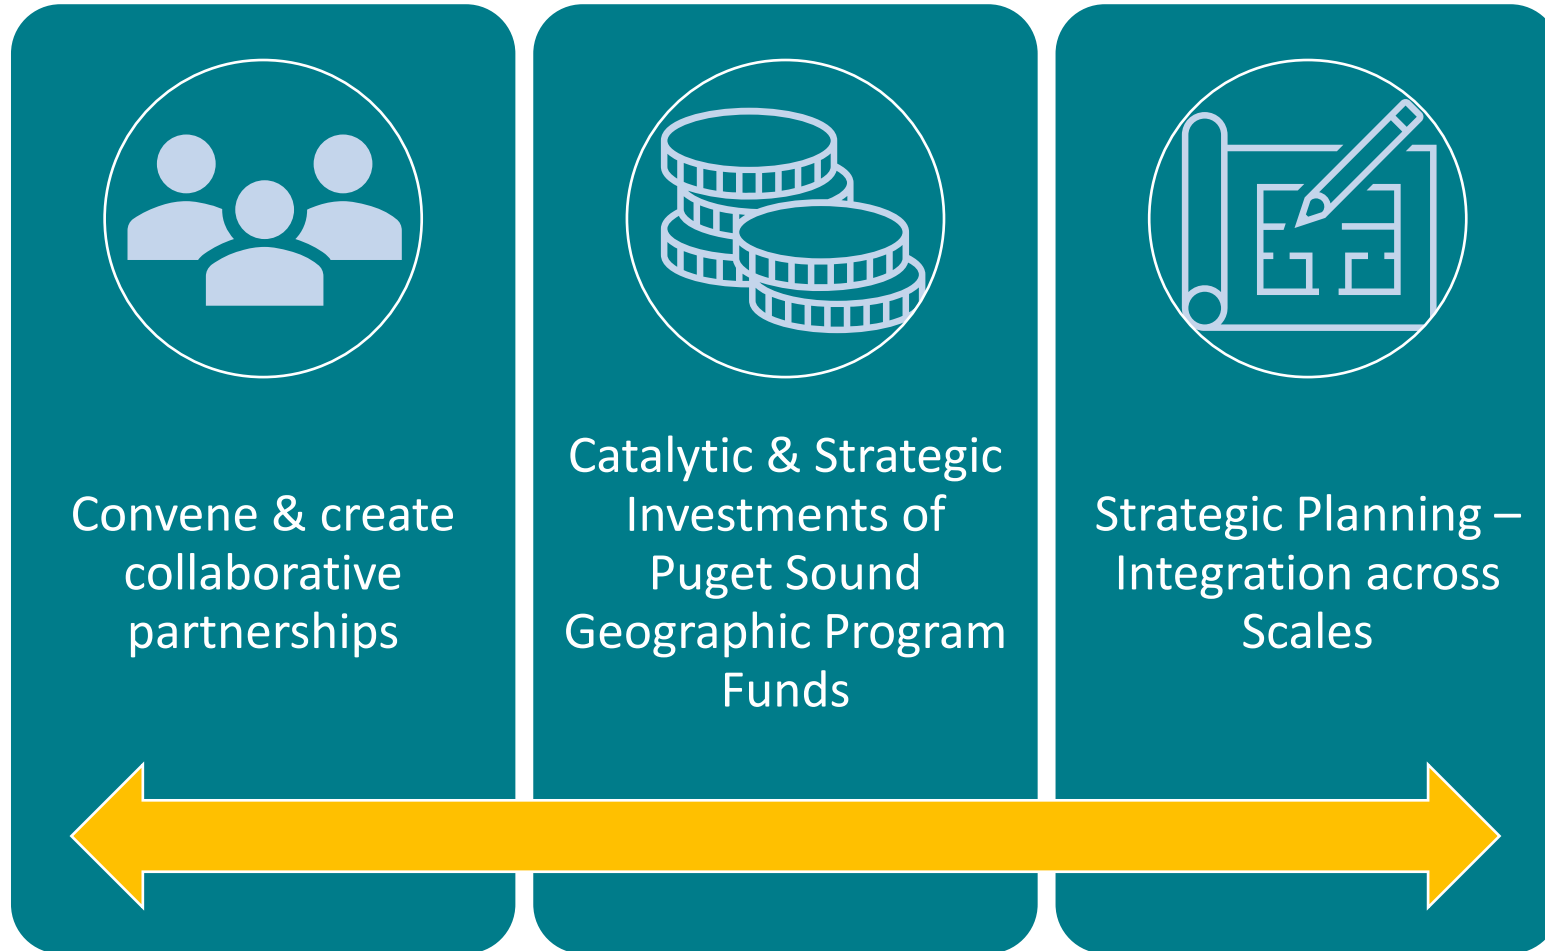 Convene & create
collaborative
partnerships
Catalytic & Strategic
Investments of
Puget Sound
Geographic Program
Funds
Strategic Planning –
Integration across
Scales